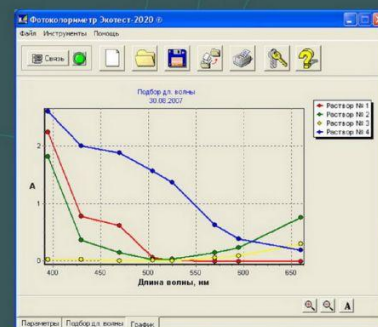 Фотоколориметр Экотест-2020 ®
Файл Инструменты Помощь
Связь
Подбор дл. волны
30.08.2007
Раствор № 1
Раствор № 2
Раствор № 3
Раствор № 4
2
A
1
0
400 450 500 550 600 650
Длина волны, нм
A
Параметры Подбор дл. волны График